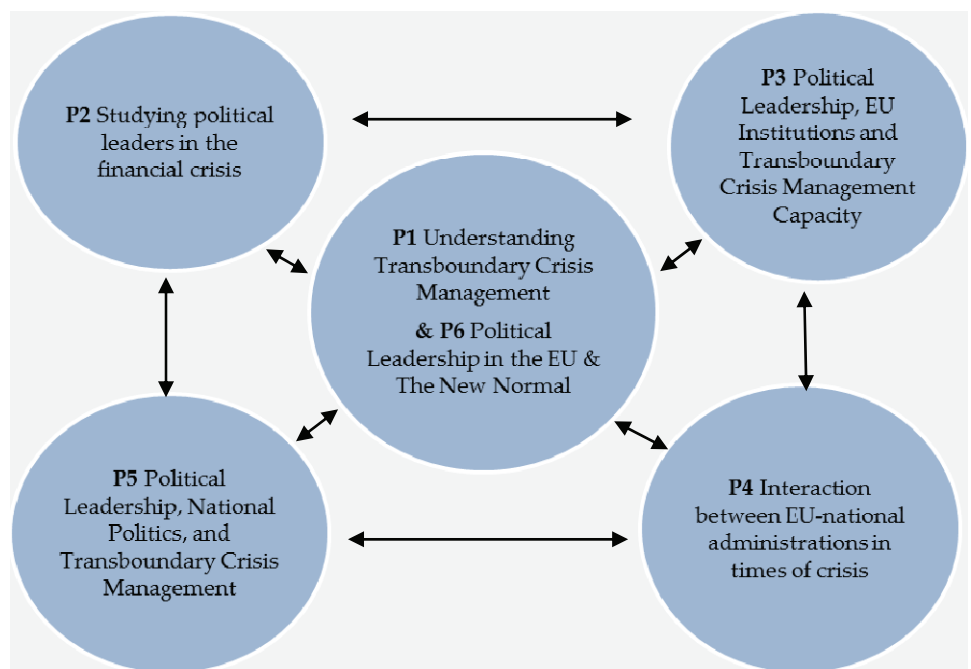 P2 Studying political
leaders in the
financial crisis
P3 Political
Leadership, EU
Institutions and
Transboundary
Crisis Management
Capacity
P1 Understanding
Transboundary Crisis
Management
& P6 Political
Leadership in the EU &
The New Normal
P5 Political
Leadership, National
Politics, and
Transboundary Crisis
Management
P4 Interaction
between EU-national
administrations in
times of crisis